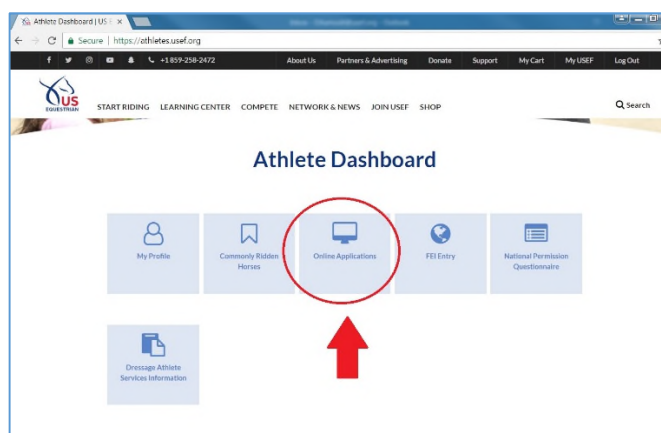 Athlete Dashboard | US E
Secure | https://athletes.usef.org
+1 859-258-2472 About Us Partners & Advertising Donate Support My Cart My USEF Log Out
US
EQUESTRIAN
START RIDING LEARNING CENTER COMPETE NETWORK & NEWS JOIN USEF SHOP Search
Athlete Dashboard
My Profile
Commonly Ridden
Horses
Online Applications
FEI Entry
National Permission
Questionnaire
Dressage Athlete
Services Information